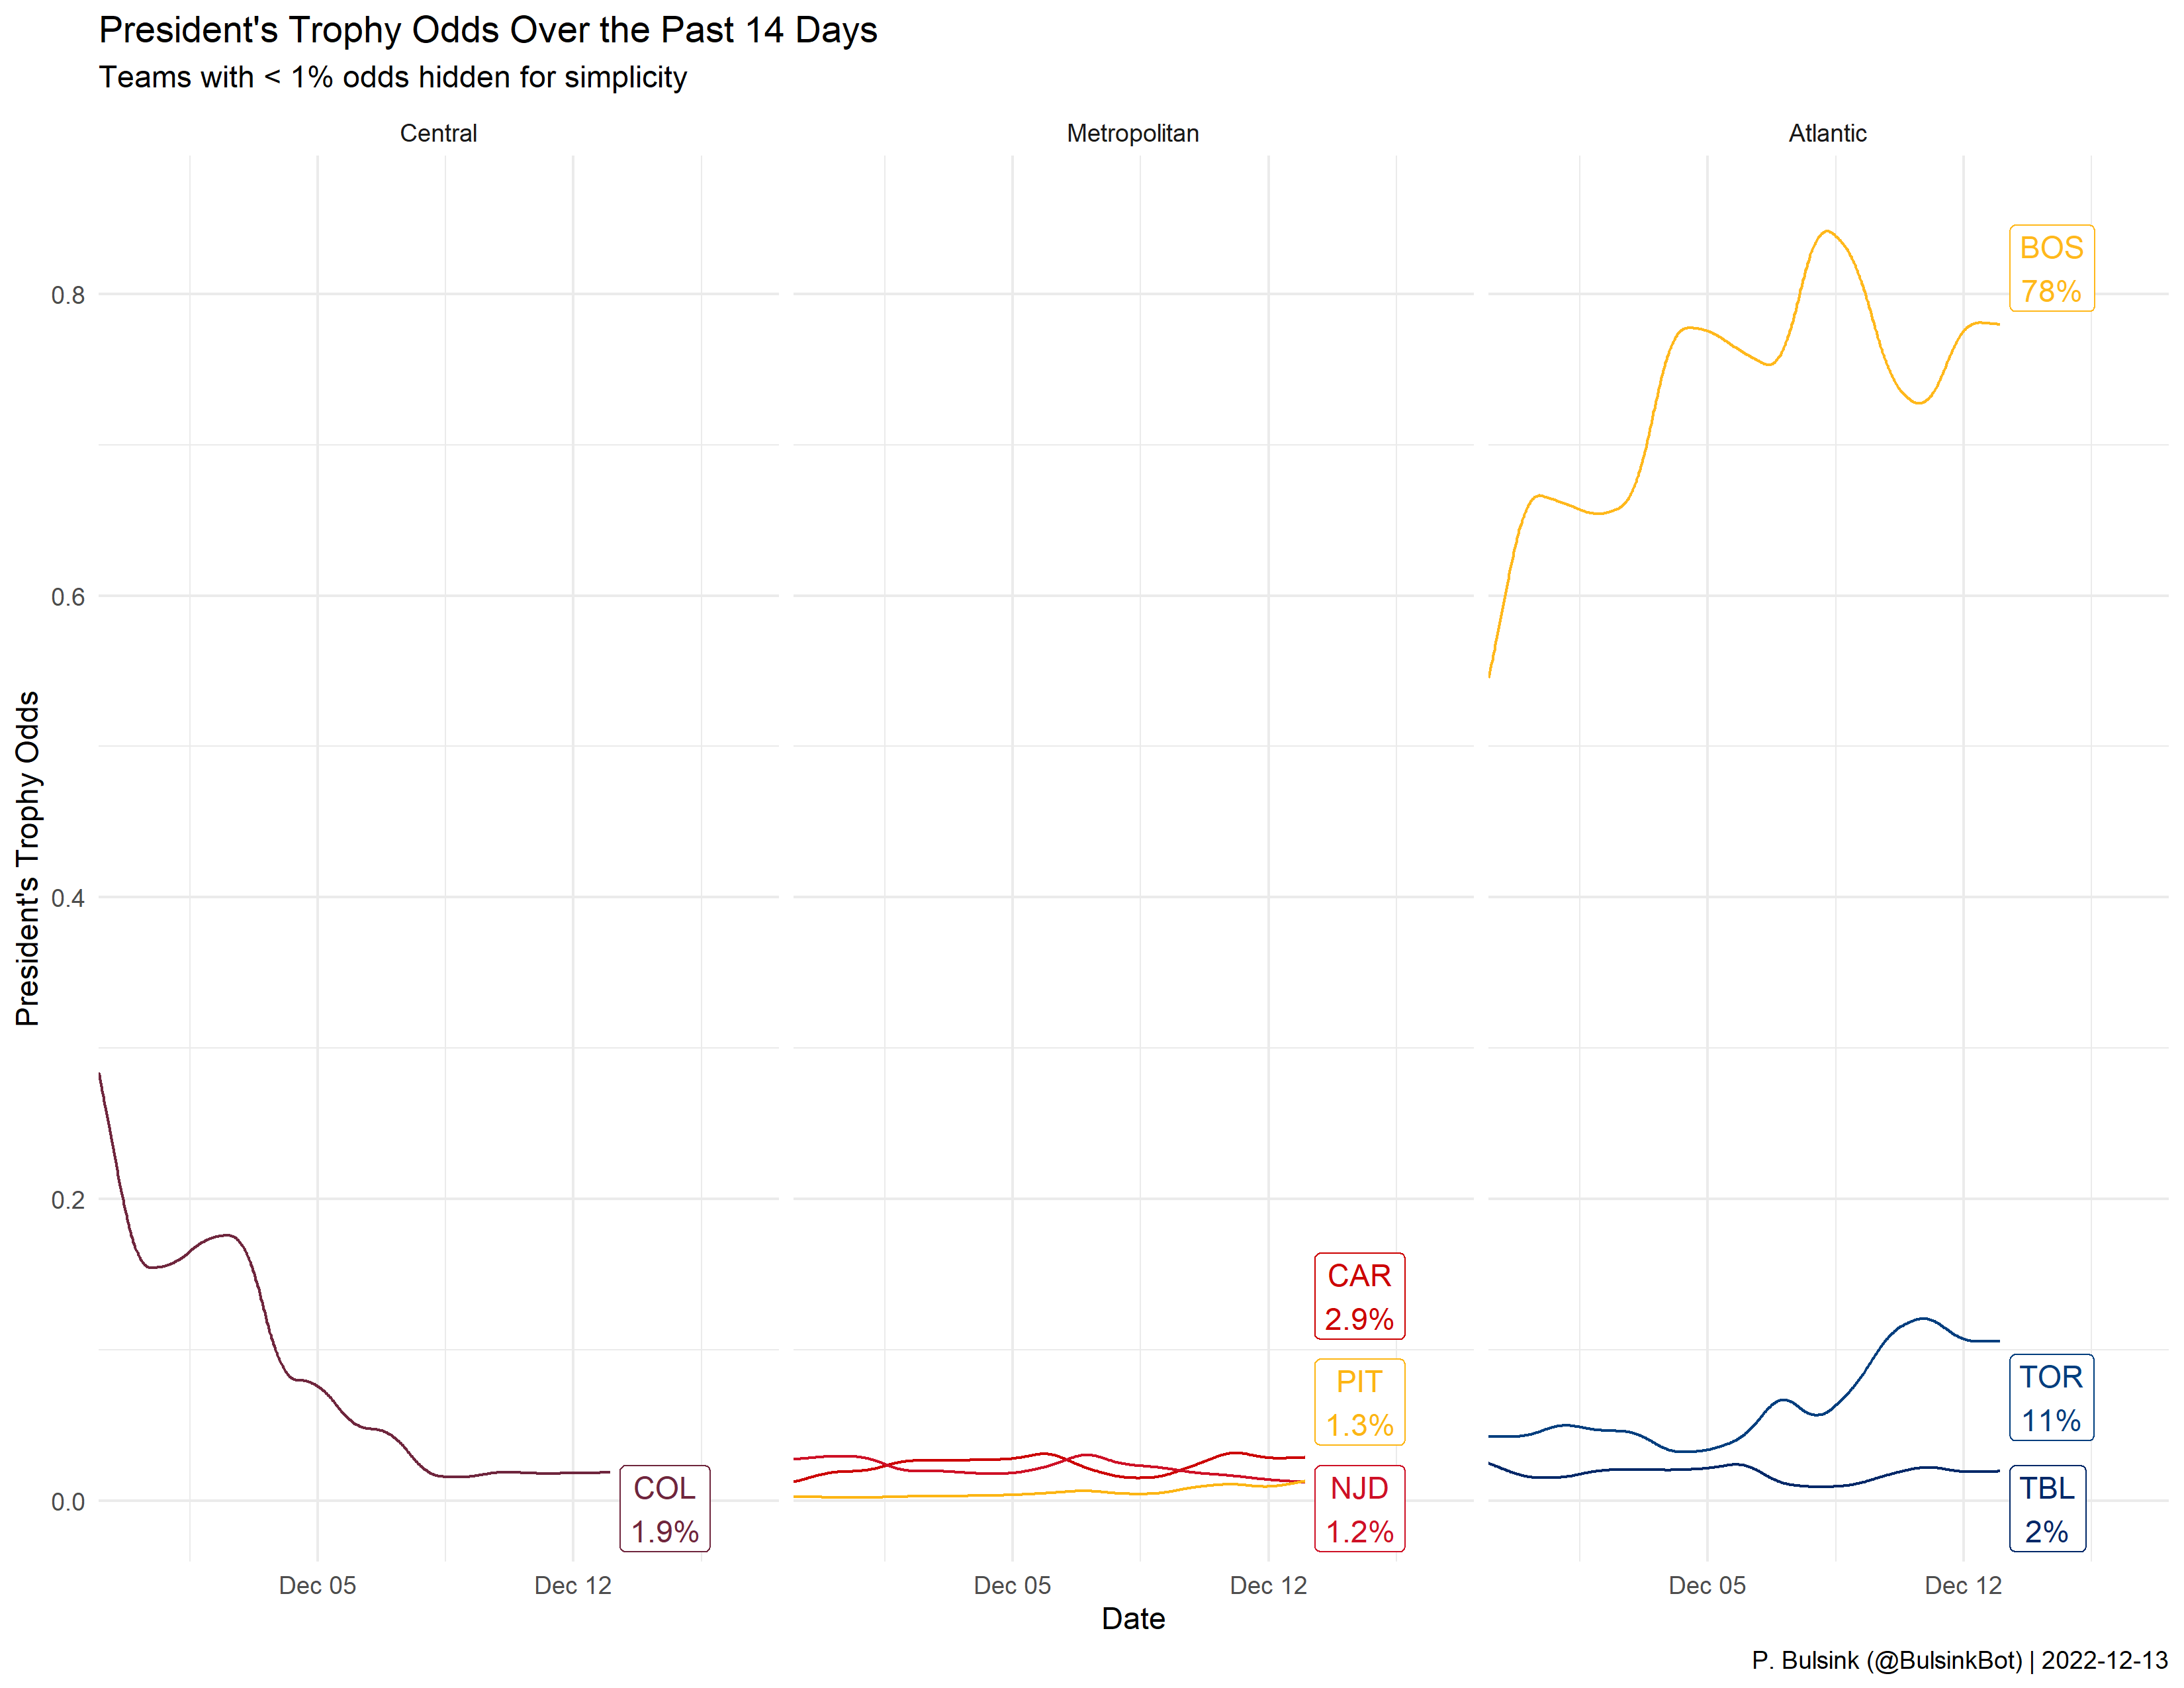 President's Trophy Odds Over the Past 14 Days
Teams with < 1% odds hidden for simplicity
Central
Metropolitan
Atlantic
President's Trophy Odds
0.8
0.6
0.4
0.2
0.0
COL
1.9%
CAR
2.9%
PIT
1.3%
NJD
1.2%
BOS
78%
TOR
11%
TBL
2%
Dec 05
Dec 12
Dec 05
Dec 12
Dec 05
Dec 12
Date
P. Bulsink (@BulsinkBot) | 2022-12-13